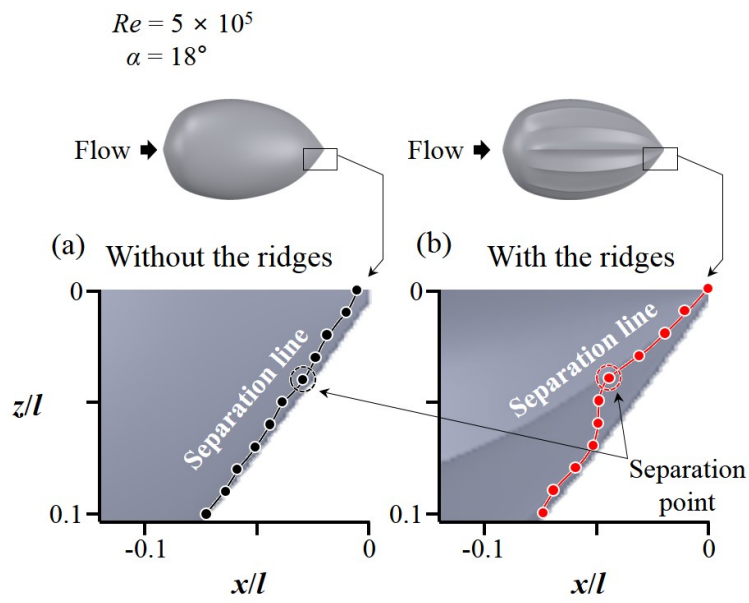 Re = 5 × 10⁵
α = 18°
Flow
Flow
(a)
Without the ridges
(b)
With the ridges
0
Separation line
z/l
0.1
-0.1
0
x/l
0
Separation line
Separation
point
0.1
-0.1
0
x/l